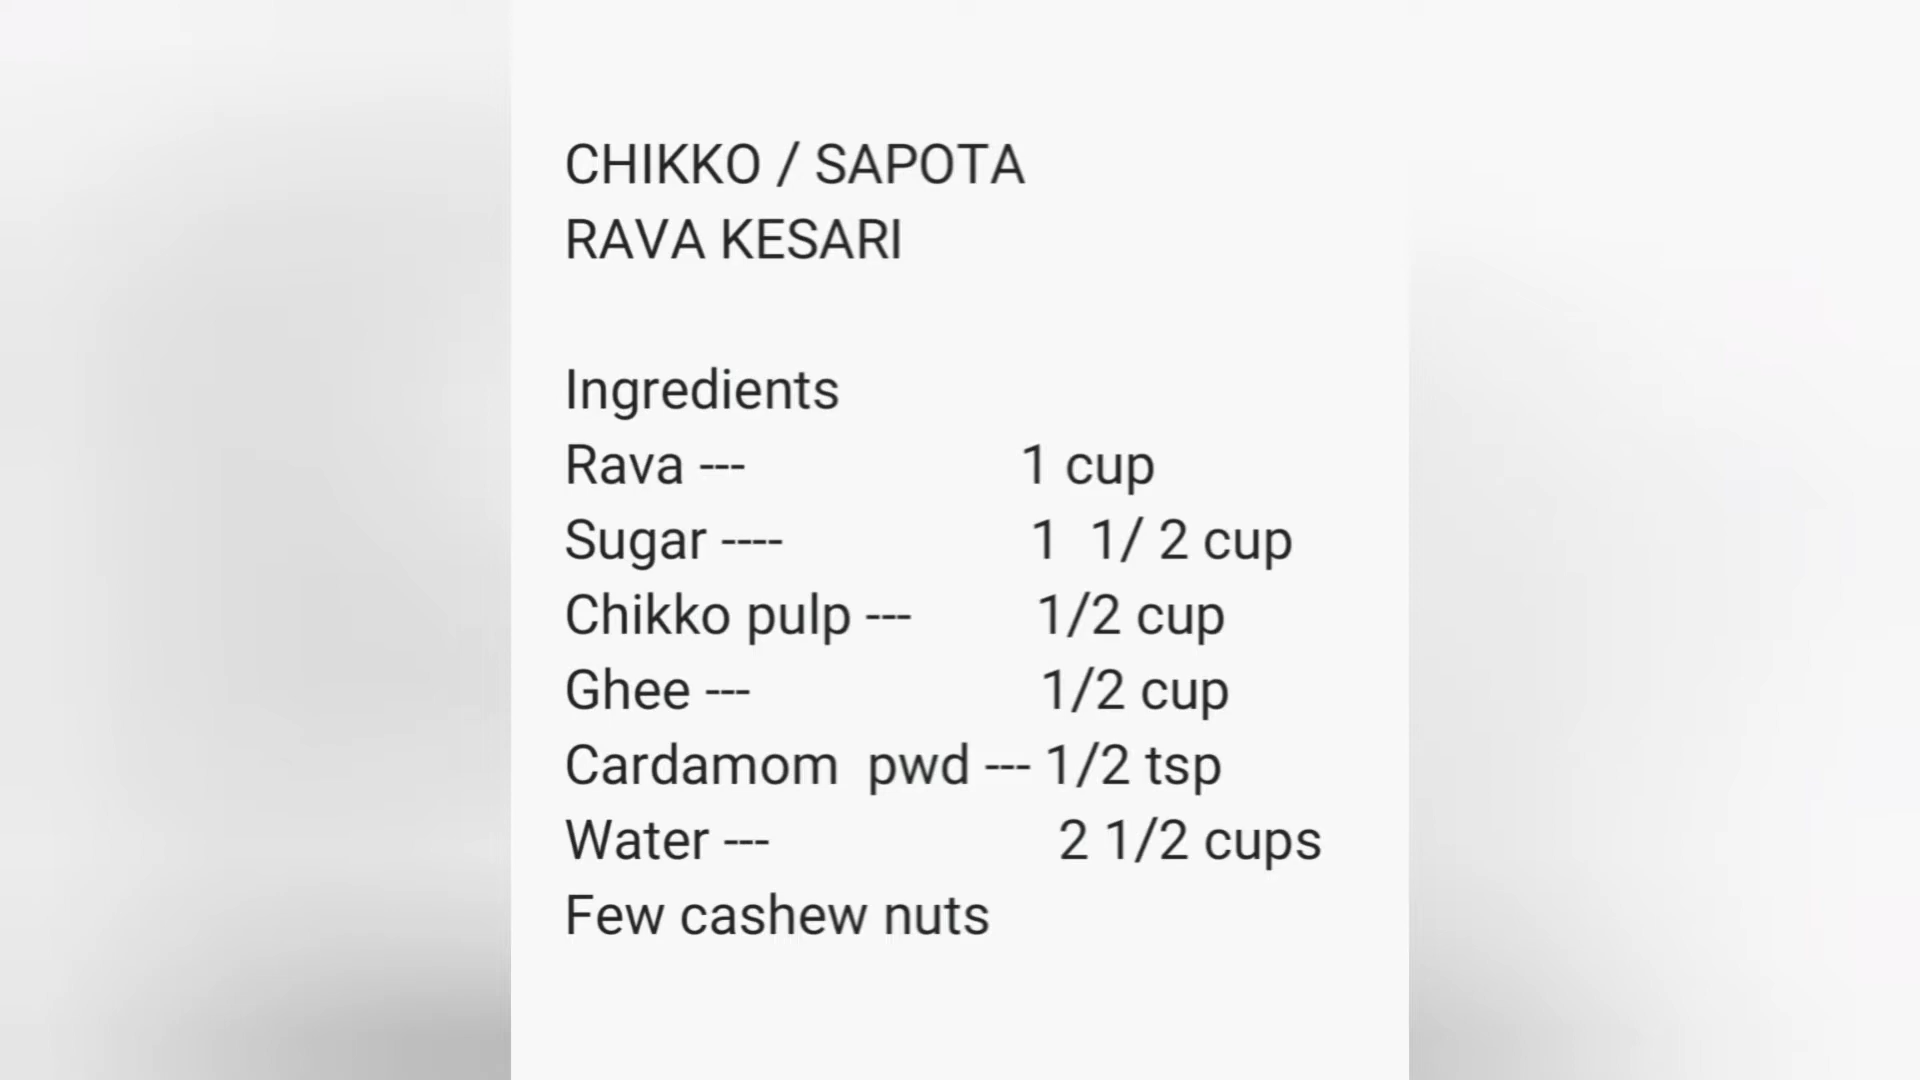 CHIKKO / SAPOTA
RAVA KESARI
Ingredients
Rava --- 1 cup
Sugar ---- 1 1/ 2 cup
Chikko pulp --- 1/2 cup
Ghee --- 1/2 cup
Cardamom pwd --- 1/2 tsp
Water --- 2 1/2 cups
Few cashew nuts